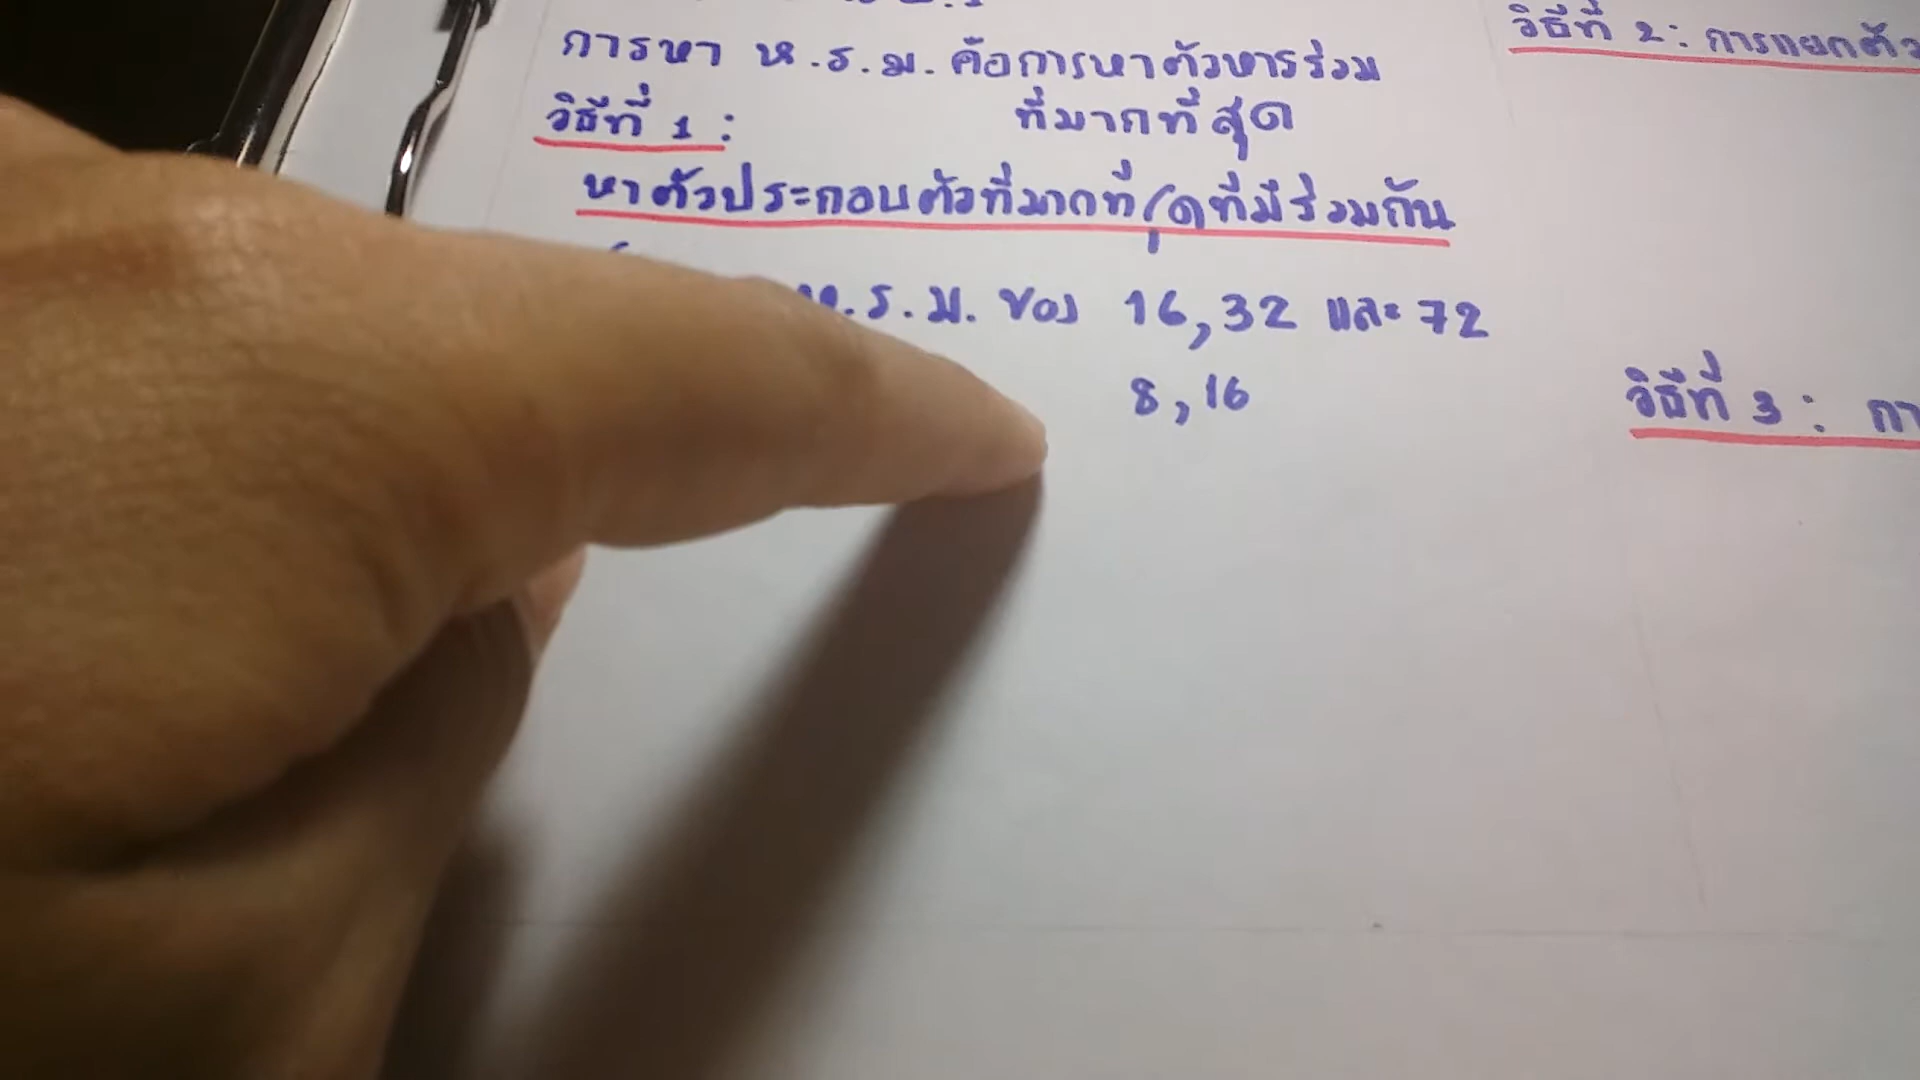 การหา ห.ร.ม. คือการหาตัวหารร่วม
ที่มากที่สุด
วิธีที่ 1 :
หาตัวประกอบตัวที่มากที่สุดที่มีร่วมกัน
ห.ร.ม. ของ 16, 32 และ 72
8, 16
วิธีที่ 2 : การแยกตัว
วิธีที่ 3 : กา